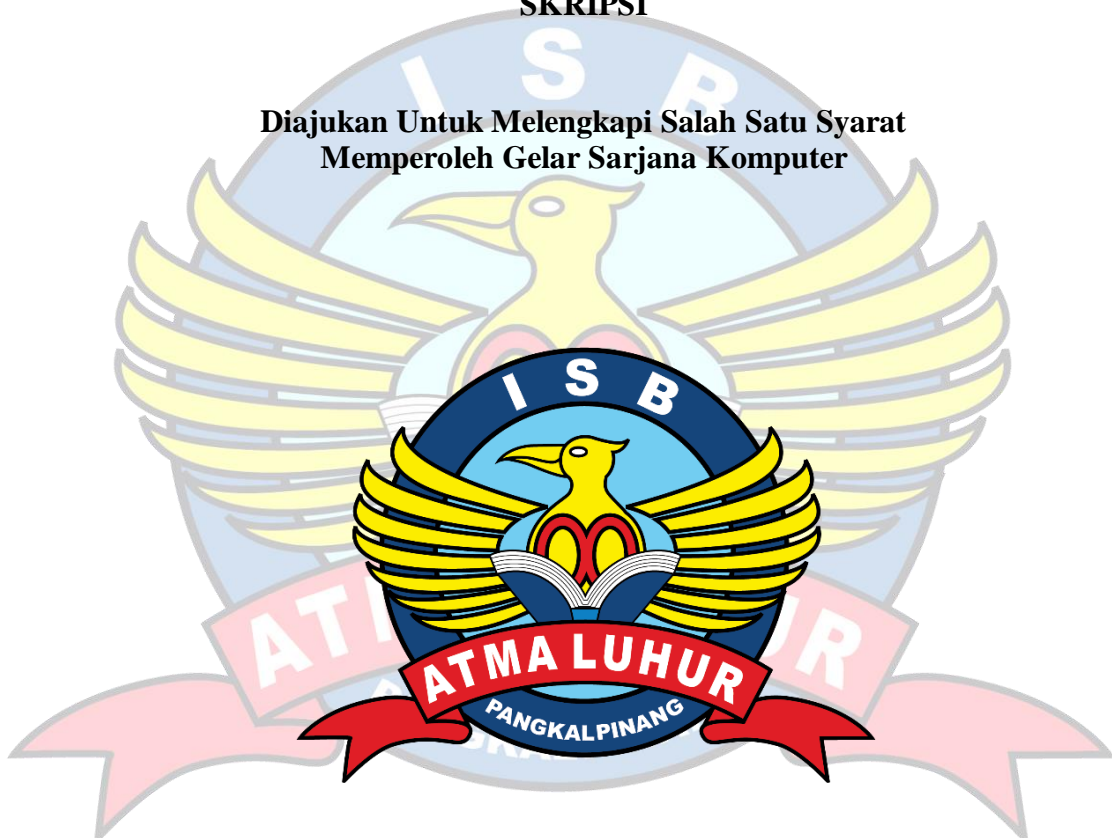 SKRIPSI
Diajukan Untuk Melengkapi Salah Satu Syarat
Memperoleh Gelar Sarjana Komputer
I S B
ATMA LUHUR
PANGKALPINANG